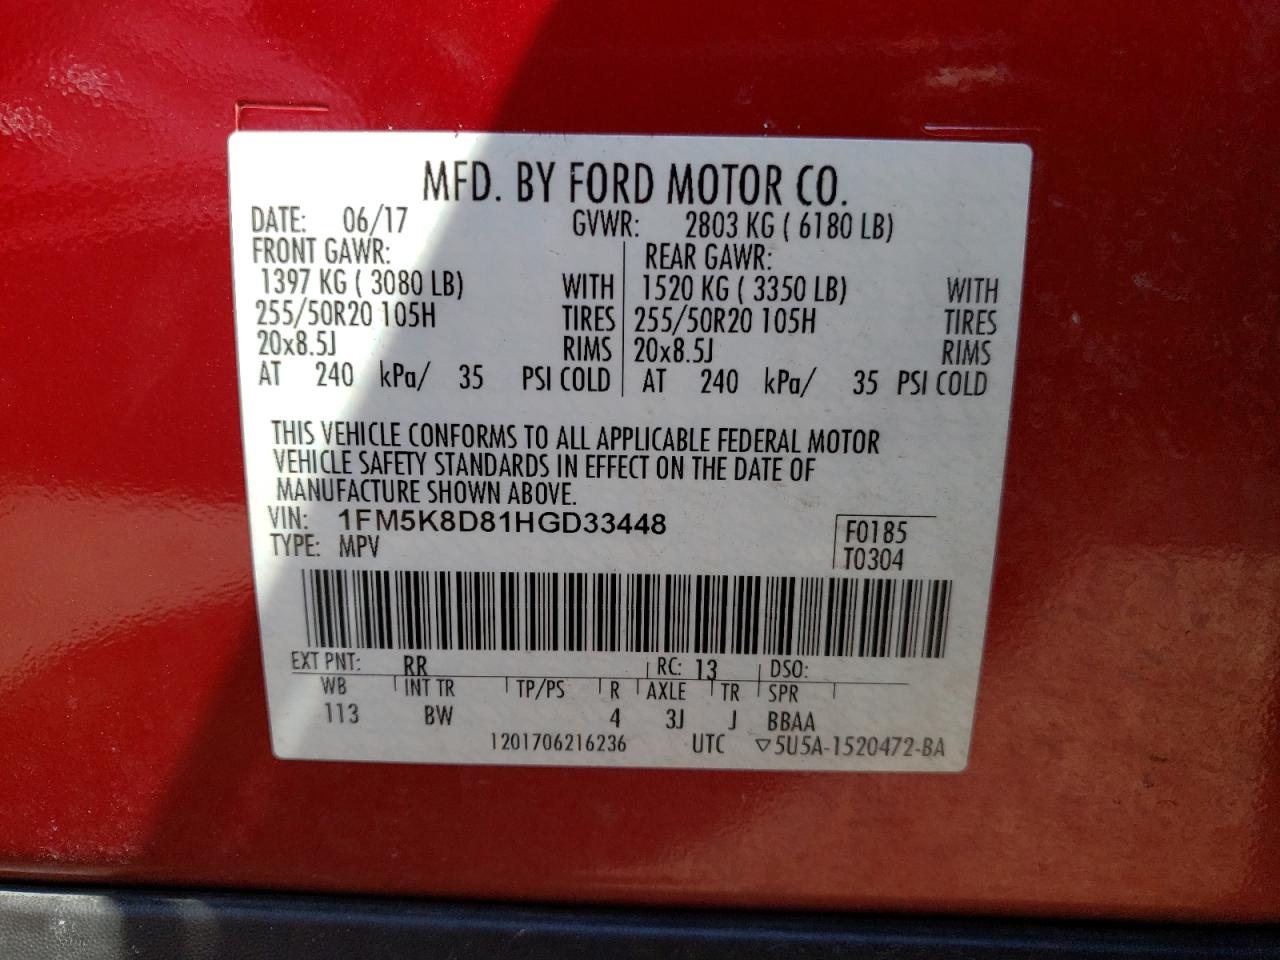 MFD. BY FORD MOTOR CO.
DATE: 06/17 GVWR: 2803 KG ( 6180 LB)
FRONT GAWR: REAR GAWR:
1397 KG ( 3080 LB) WITH 1520 KG ( 3350 LB) WITH
255/50R20 105H TIRES 255/50R20 105H TIRES
20x8.5J RIMS 20x8.5J RIMS
AT 240 kPa/ 35 PSI COLD AT 240 kPa/ 35 PSI COLD
THIS VEHICLE CONFORMS TO ALL APPLICABLE FEDERAL MOTOR
VEHICLE SAFETY STANDARDS IN EFFECT ON THE DATE OF
MANUFACTURE SHOWN ABOVE.
VIN: 1FM5K8D81HGD33448 F0185
TYPE: MPV T0304
EXT PNT: RR RC: 13 DSO:
WB INT TR TP/PS R AXLE TR SPR
113 BW 4 3J J BBAA
1201706216236 UTC ▽5U5A-1520472-BA